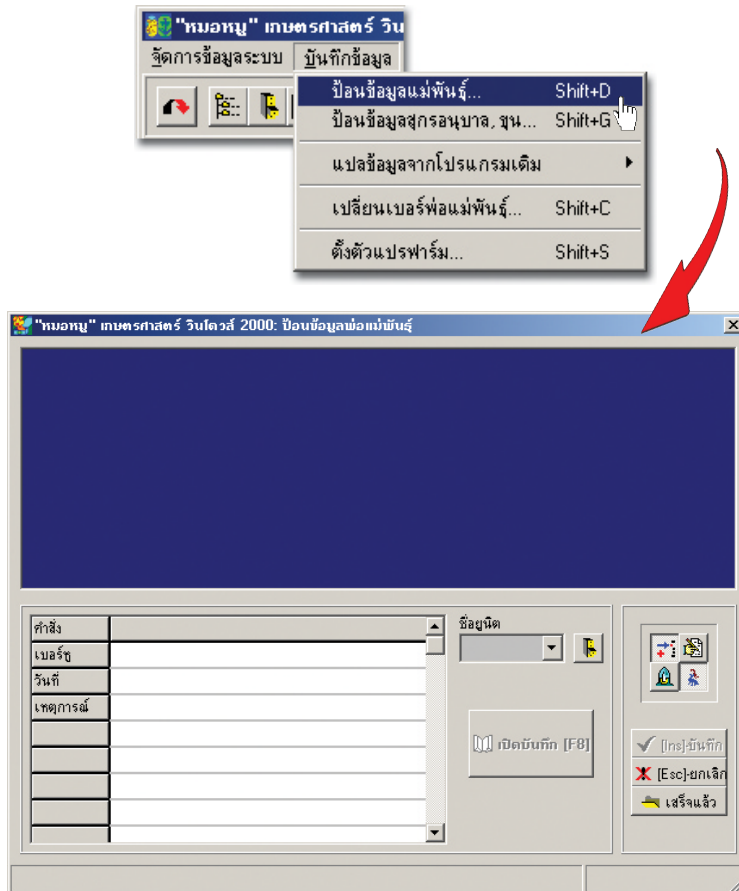 "หมอหมู" เกษตรศาสตร์ วิน
จัดการข้อมูลระบบ บันทึกข้อมูล
ป้อนข้อมูลแม่พันธุ์... Shift+D
ป้อนข้อมูลสุกรอนุบาล, ขุน... Shift+G
แปลข้อมูลจากโปรแกรมเดิม
เปลี่ยนเบอร์พ่อแม่พันธุ์... Shift+C
ตั้งตัวแปรฟาร์ม... Shift+S
"หมอหมู" เกษตรศาสตร์ วินโดวส์ 2000: ป้อนข้อมูลพ่อแม่พันธุ์
คำสั่ง
เบอร์หู
วันที่
เหตุการณ์
ชื่อยูนิต
เปิดบันทึก [F8]
[Ins]-บันทึก
[Esc]-ยกเลิก
เสร็จแล้ว